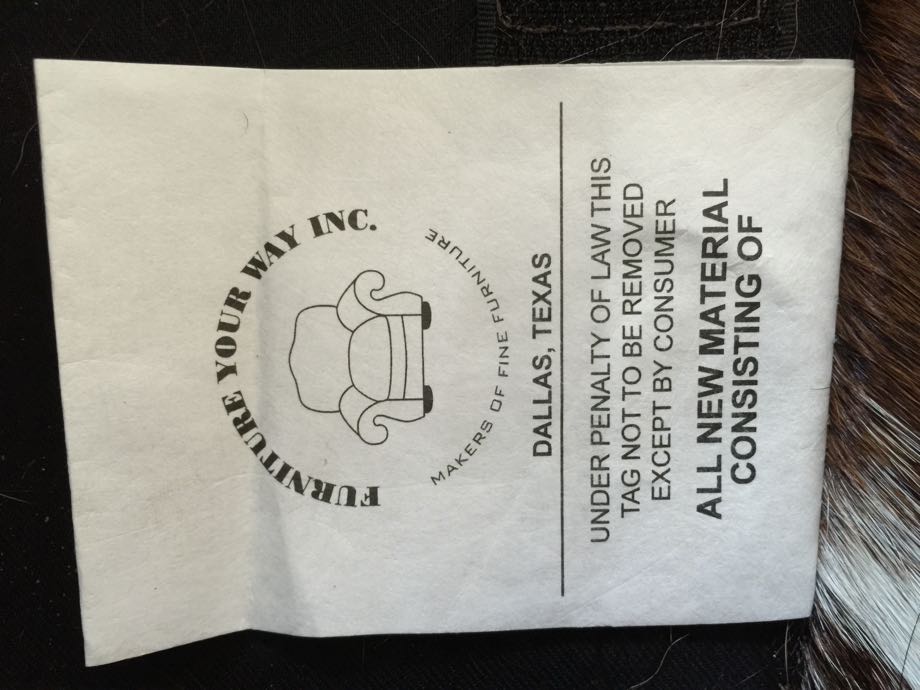 FURNITURE YOUR WAY INC.
MAKERS OF FINE FURNITURE
DALLAS, TEXAS
UNDER PENALTY OF LAW THIS
TAG NOT TO BE REMOVED
EXCEPT BY CONSUMER
ALL NEW MATERIAL
CONSISTING OF